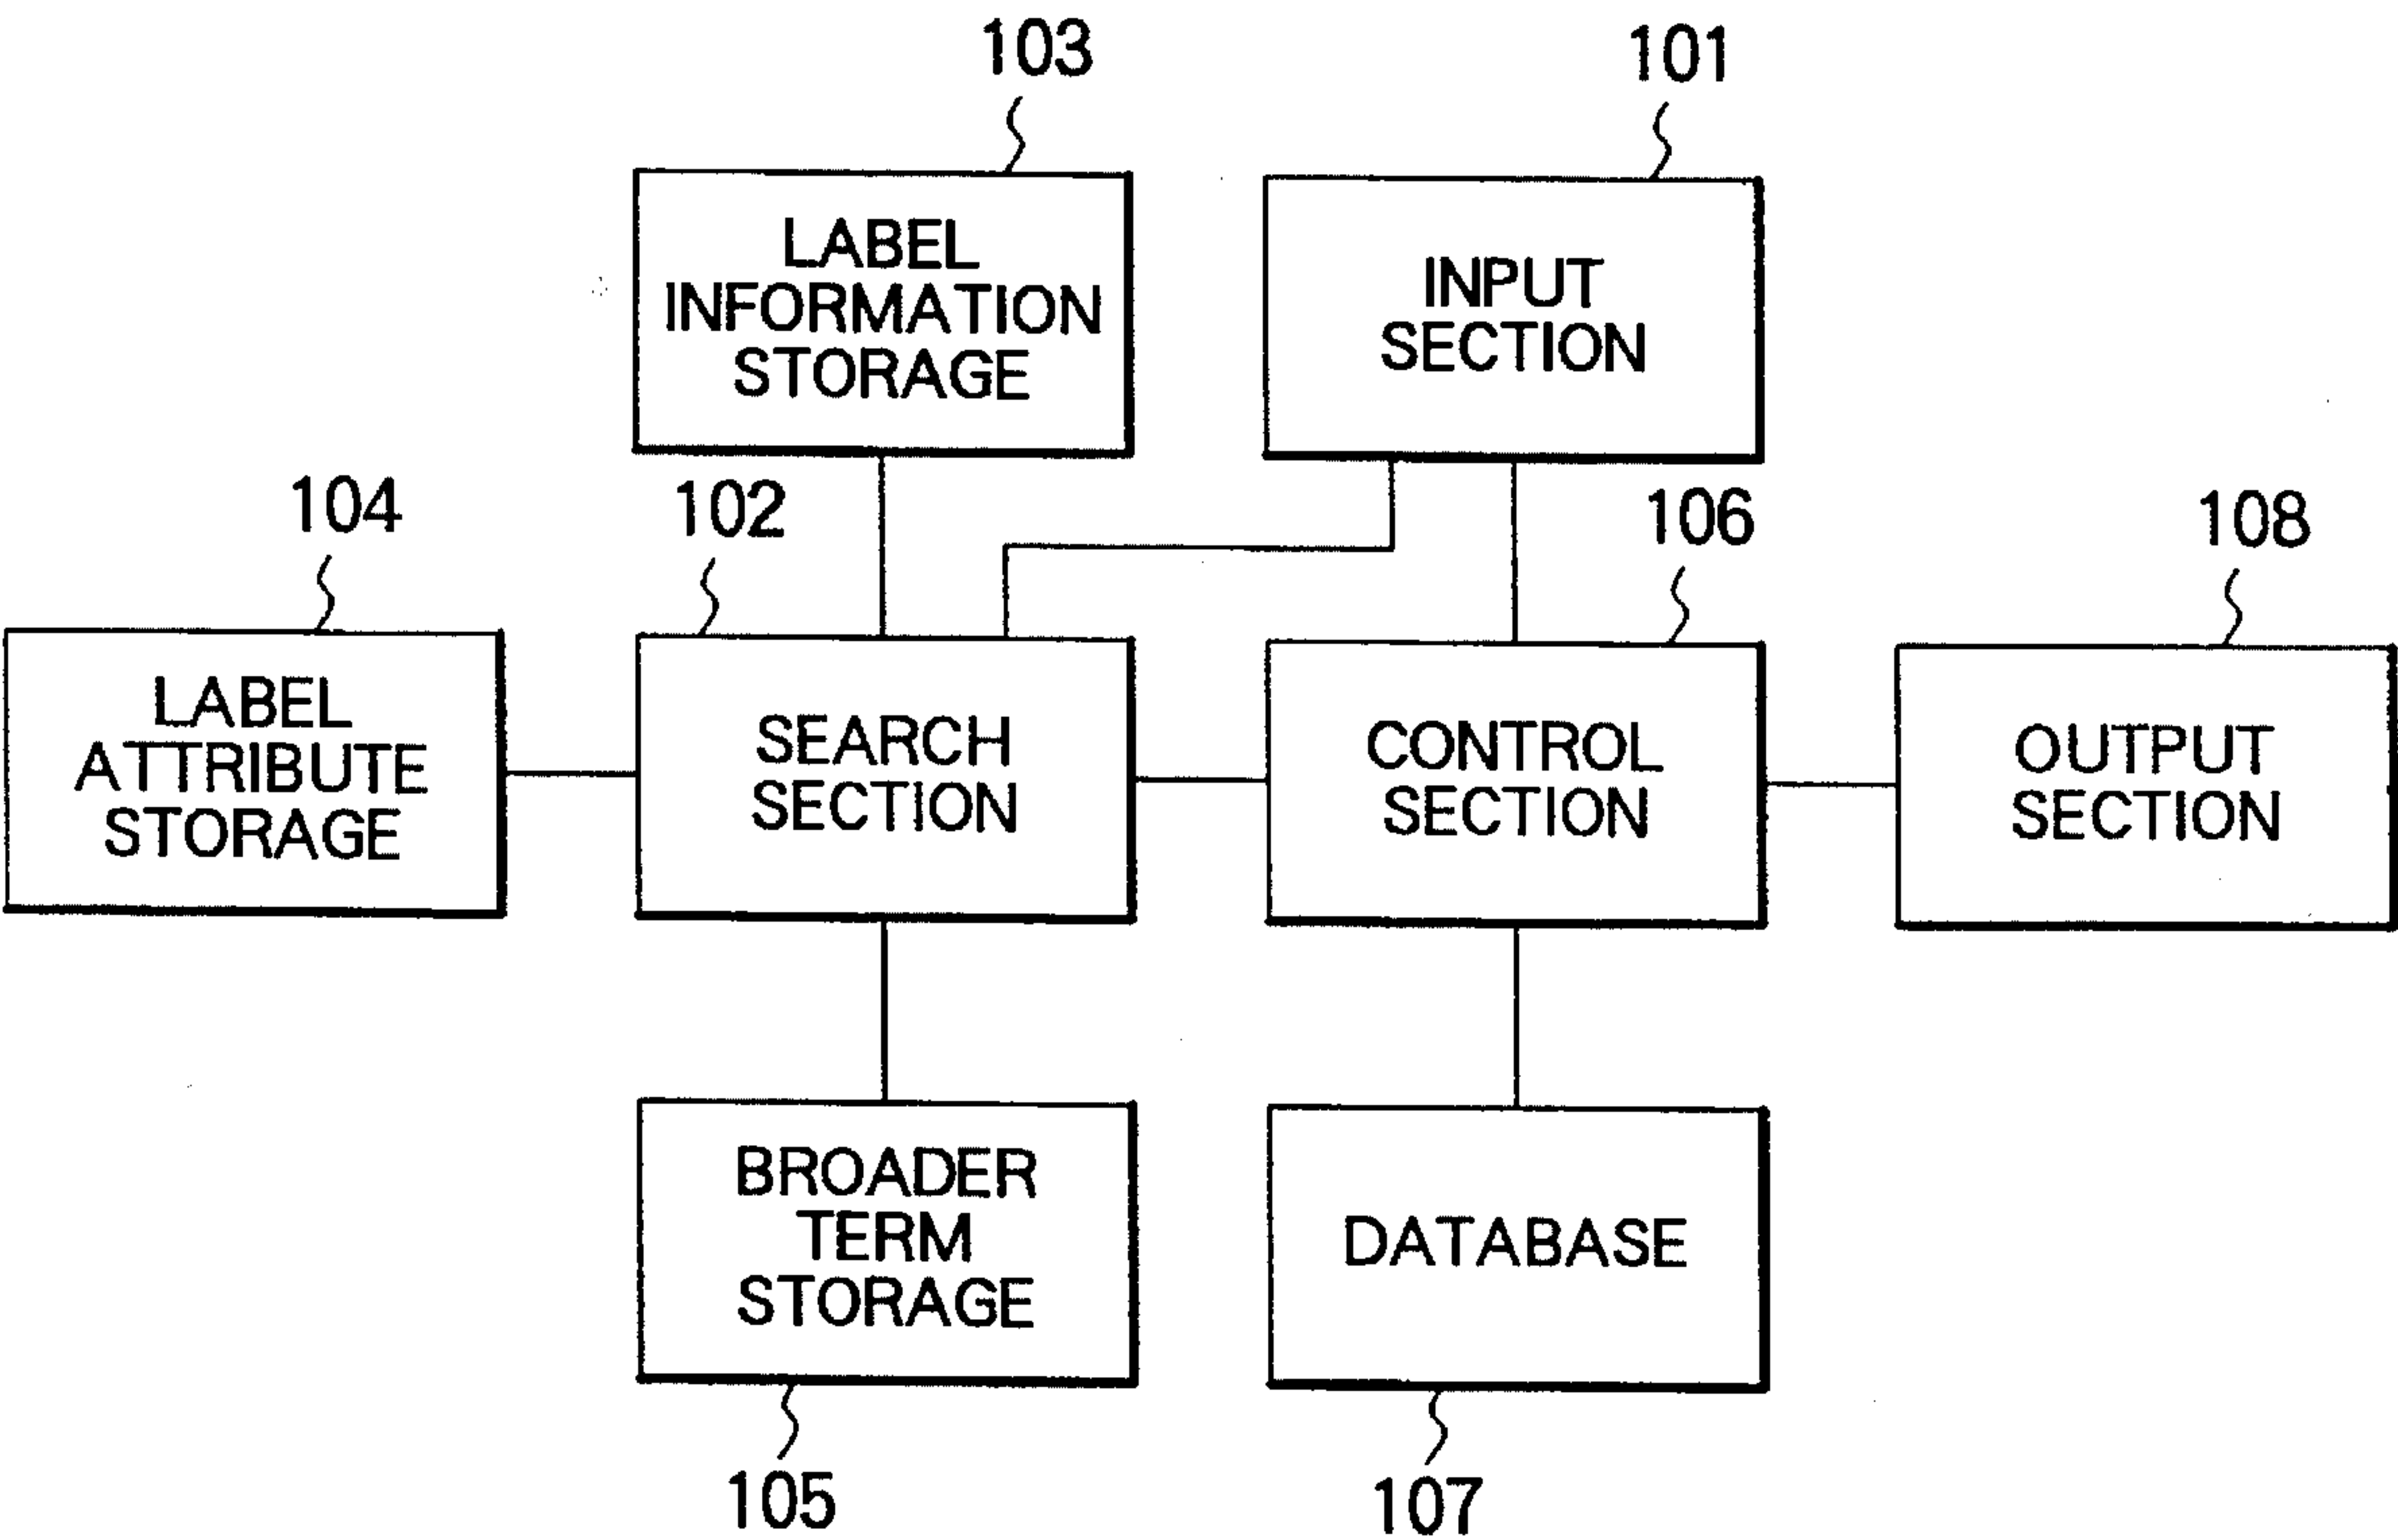 103
101
LABEL
INFORMATION
STORAGE
INPUT
SECTION
104
102
106
108
LABEL
ATTRIBUTE
STORAGE
SEARCH
SECTION
CONTROL
SECTION
OUTPUT
SECTION
BROADER
TERM
STORAGE
DATABASE
105
107